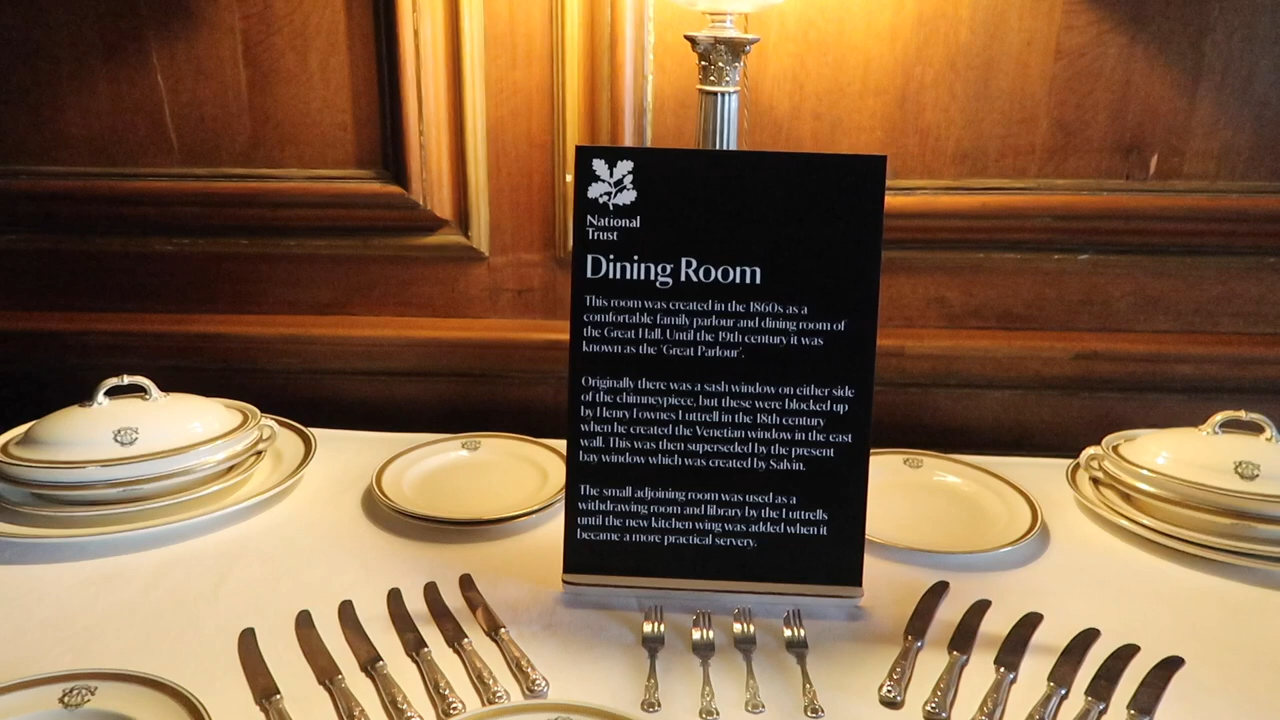 National
Trust
Dining Room
This room was created in the 1860s as a
comfortable family parlour and dining room of
the Great Hall. Until the 19th century it was
known as the 'Great Parlour'.
Originally there was a sash window on either side
of the chimneypiece, but these were blocked up
by Henry Fownes Luttrell in the 18th century
when he created the Venetian window in the east
wall. This was then superseded by the present
bay window which was created by Salvin.
The small adjoining room was used as a
withdrawing room and library by the Luttrells
until the new kitchen wing was added when it
became a more practical servery.